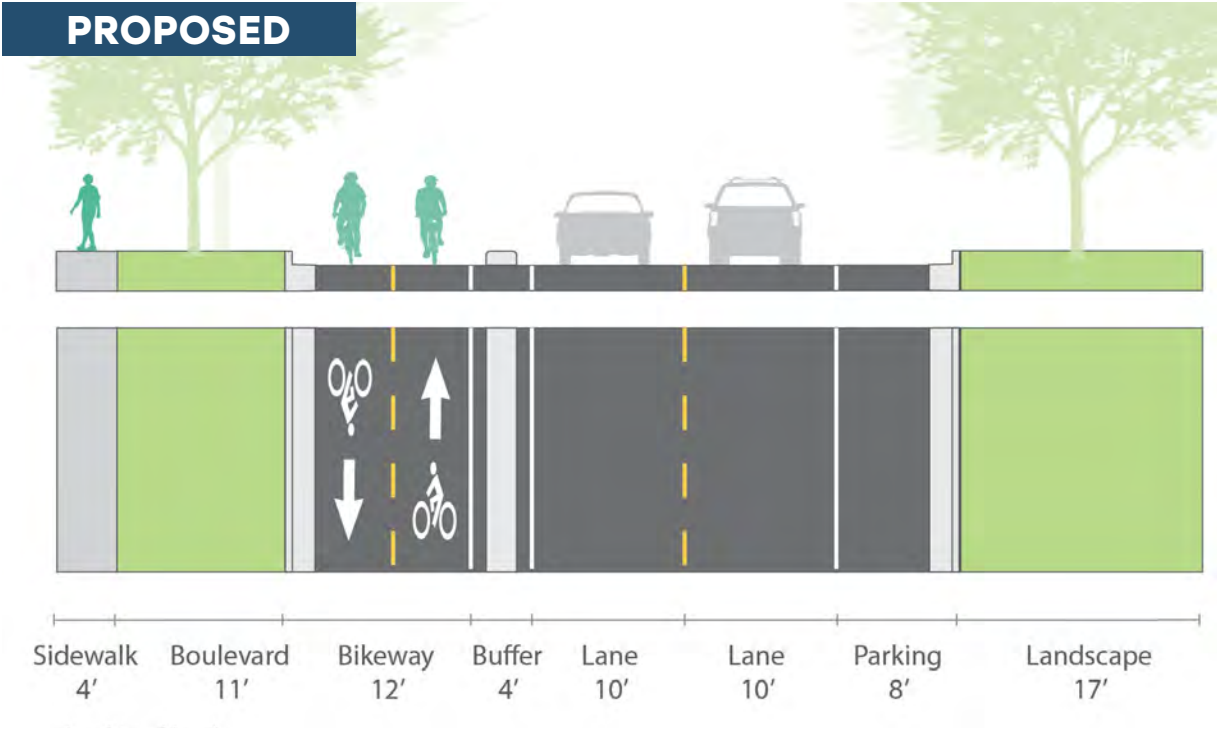 PROPOSED
Sidewalk Boulevard Bikeway Buffer Lane Lane Parking Landscape
4’ 11’ 12’ 4’ 10’ 10’ 8’ 17’